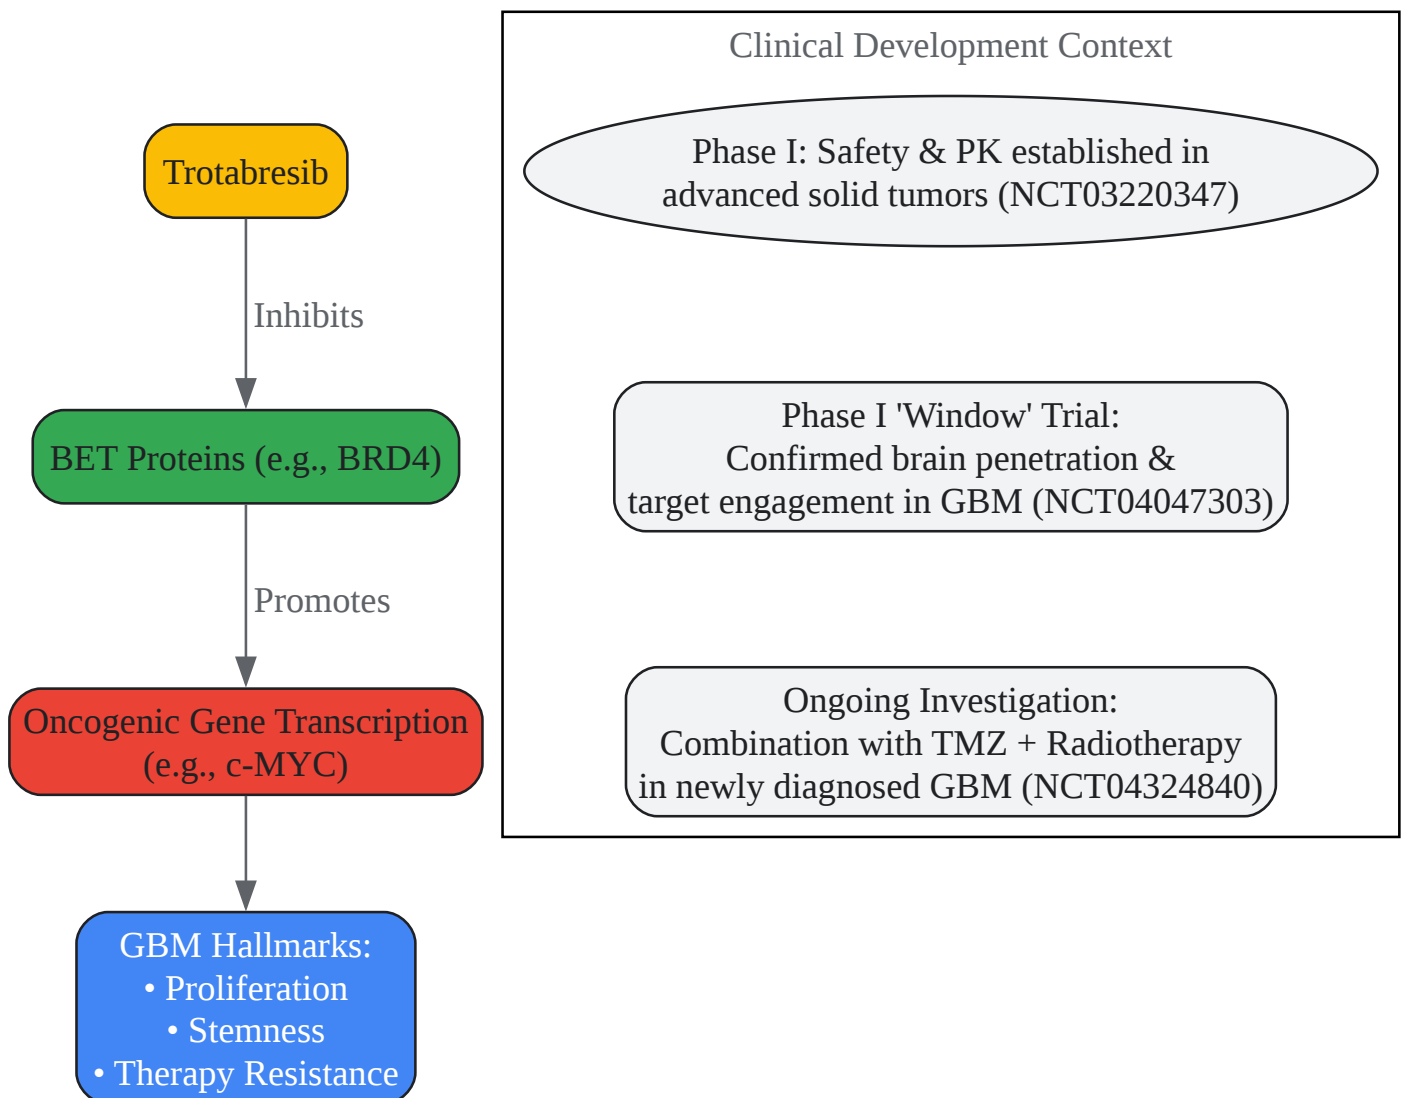 Trotabresib
Inhibits
BET Proteins (e.g., BRD4)
Promotes
Oncogenic Gene Transcription
(e.g., c-MYC)
GBM Hallmarks:
• Proliferation
• Stemness
• Therapy Resistance
Clinical Development Context
Phase I: Safety & PK established in
advanced solid tumors (NCT03220347)
Phase I 'Window' Trial:
Confirmed brain penetration &
target engagement in GBM (NCT04047303)
Ongoing Investigation:
Combination with TMZ + Radiotherapy
in newly diagnosed GBM (NCT04324840)